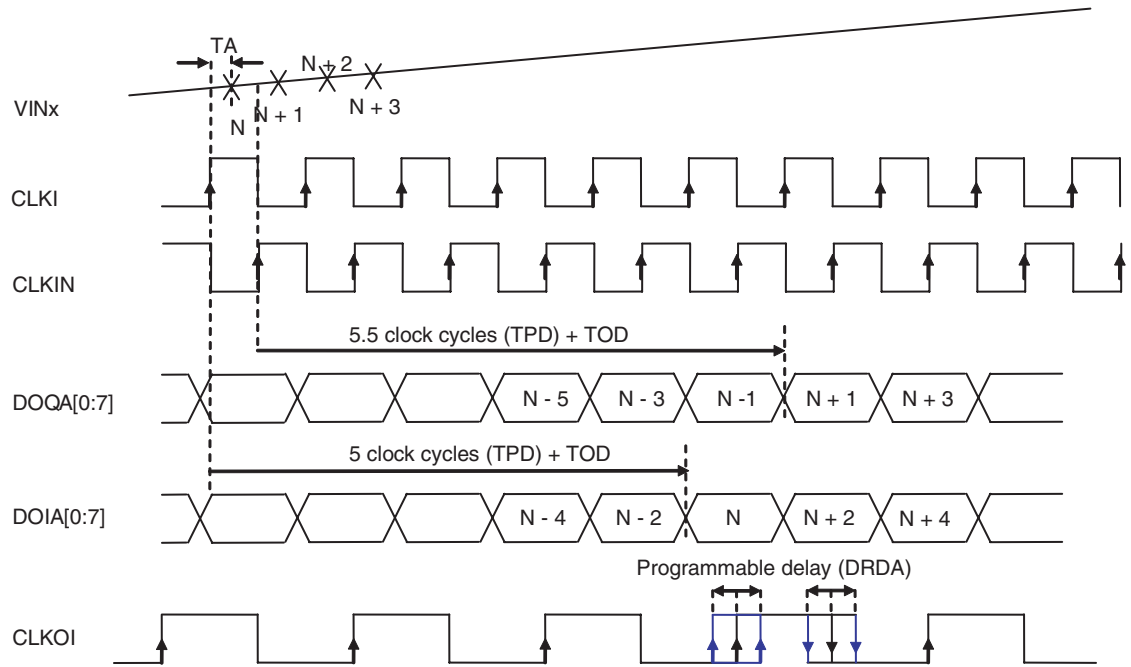 TA
N + 2
VINx
N
N + 1
N + 3
CLKI
CLKIN
5.5 clock cycles (TPD) + TOD
DOQA[0:7]
N - 5
N - 3
N -1
N + 1
N + 3
5 clock cycles (TPD) + TOD
DOIA[0:7]
N - 4
N - 2
N
N + 2
N + 4
Programmable delay (DRDA)
CLKOI